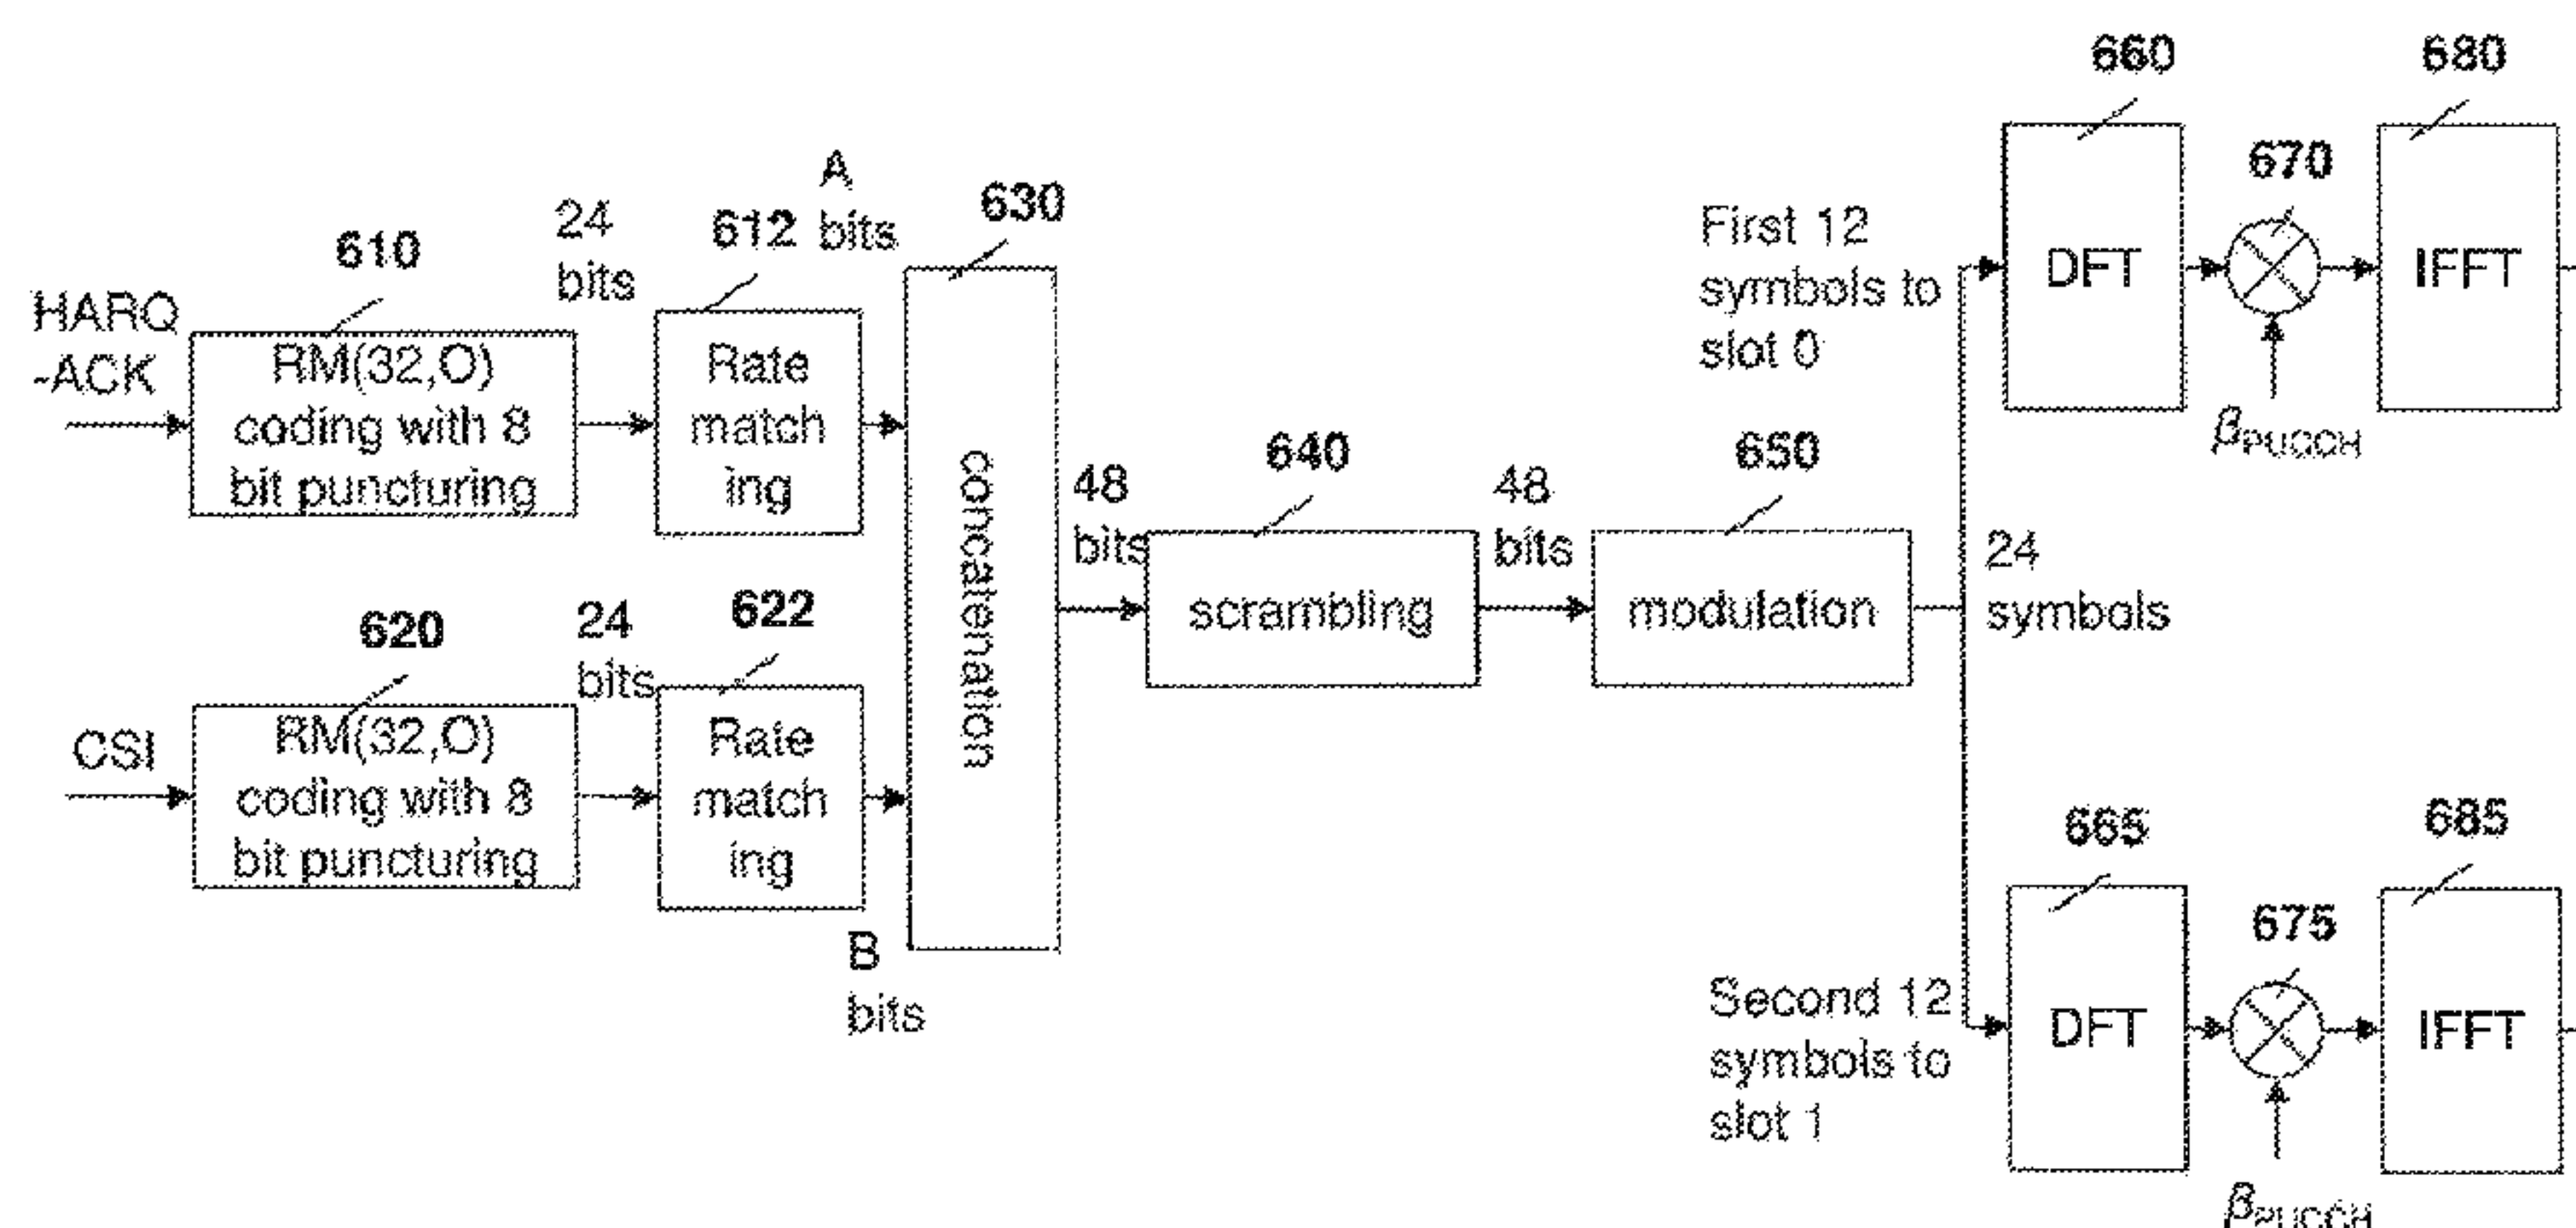 660
680
A
bits
670
630
24
bits
612
First 12
symbols to
slot 0
610
DFT
IFFT
HARQ
-ACK
RM(32,O)
coding with 8
bit puncturing
Rate
match
ing
βPUCCH
640
650
concatenation
48
bits
48
bits
24
symbols
scrambling
modulation
620
24
bits
622
CSI
RM(32,O)
coding with 8
bit puncturing
Rate
match
ing
B
bits
665
685
675
Second 12
symbols to
slot 1
DFT
IFFT
βPUCCH